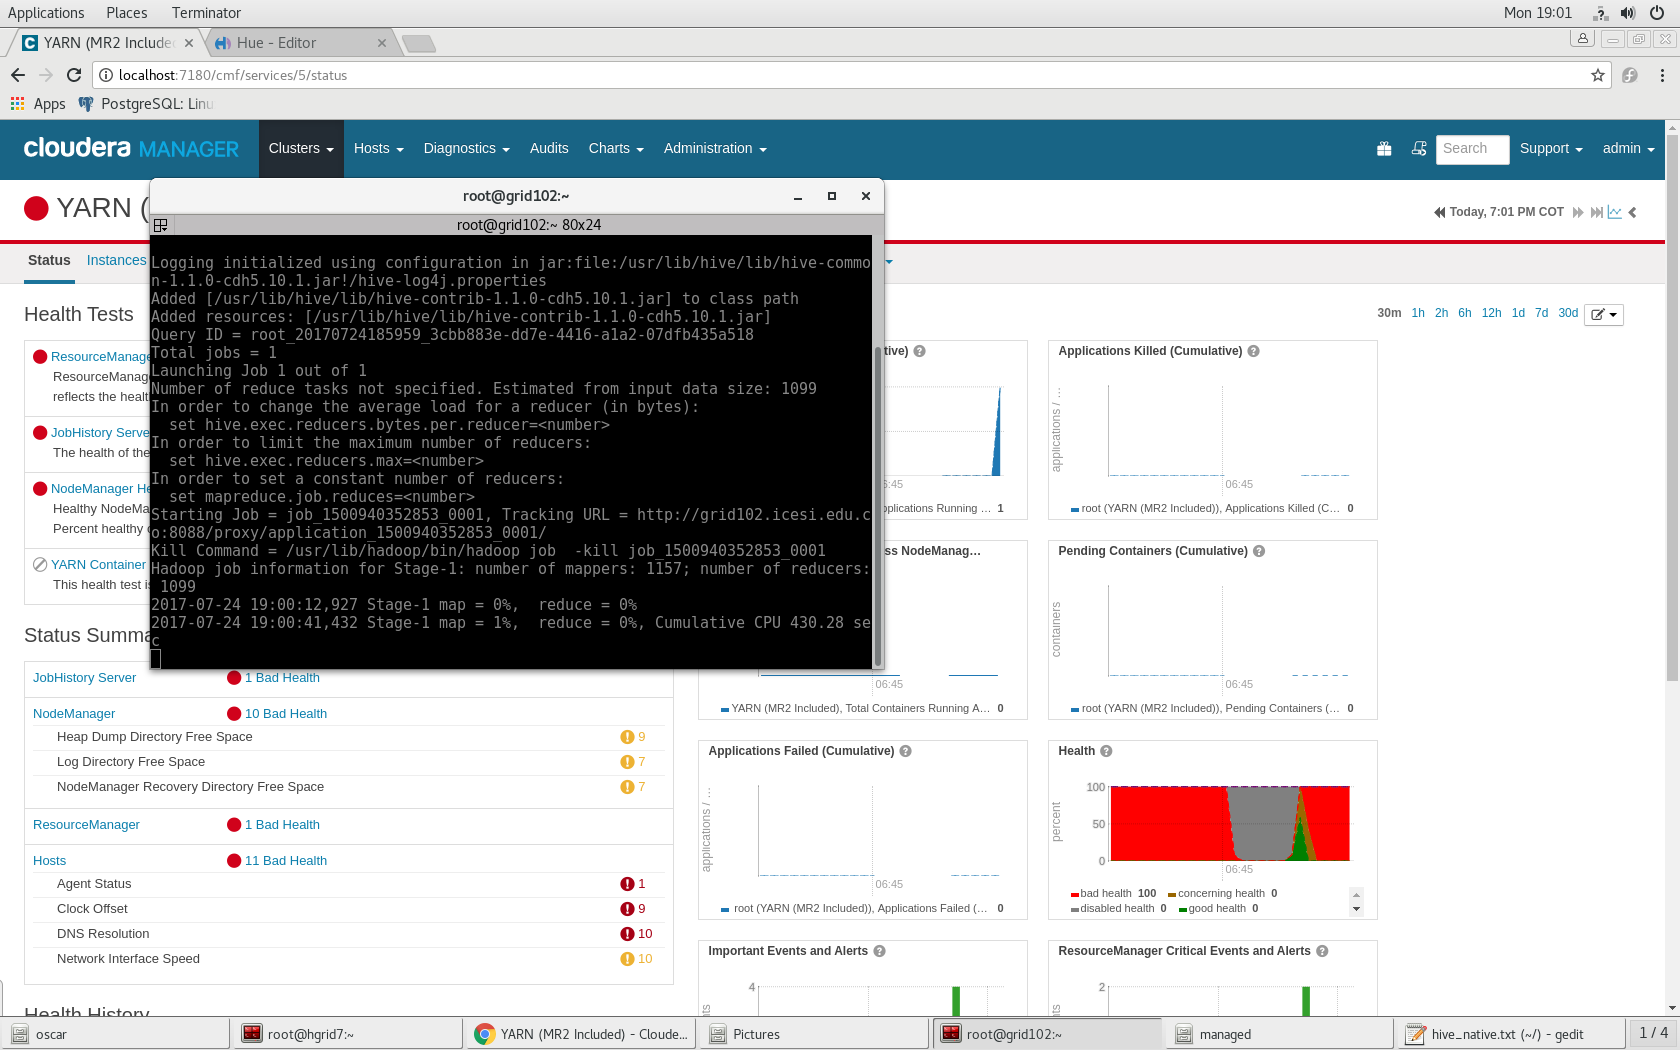 Applications Places Terminator Mon 19:01
YARN (MR2 Include Hue - Editor
localhost:7180/cmf/services/5/status
Apps PostgreSQL: Linu
cloudera MANAGER Clusters Hosts Diagnostics Audits Charts Administration Search Support admin
YARN ( Today, 7:01 PM COT
Status Instances
root@grid102:~
root@grid102:~ 80x24
Logging initialized using configuration in jar:file:/usr/lib/hive/lib/hive-commo
n-1.1.0-cdh5.10.1.jar!/hive-log4j.properties
Added [/usr/lib/hive/lib/hive-contrib-1.1.0-cdh5.10.1.jar] to class path
Added resources: [/usr/lib/hive/lib/hive-contrib-1.1.0-cdh5.10.1.jar]
Query ID = root_20170724185959_3cbb883e-dd7e-4416-a1a2-07dfb435a518
Total jobs = 1
Launching Job 1 out of 1
Number of reduce tasks not specified. Estimated from input data size: 1099
In order to change the average load for a reducer (in bytes):
set hive.exec.reducers.bytes.per.reducer=<number>
In order to limit the maximum number of reducers:
set hive.exec.reducers.max=<number>
In order to set a constant number of reducers:
set mapreduce.job.reduces=<number>
Starting Job = job_1500940352853_0001, Tracking URL = http://grid102.icesi.edu.c
o:8088/proxy/application_1500940352853_0001/
Kill Command = /usr/lib/hadoop/bin/hadoop job  -kill job_1500940352853_0001
Hadoop job information for Stage-1: number of mappers: 1157; number of reducers:
1099
2017-07-24 19:00:12,927 Stage-1 map = 0%,  reduce = 0%
2017-07-24 19:00:41,432 Stage-1 map = 1%,  reduce = 0%, Cumulative CPU 430.28 se
c
Health Tests
ResourceManage
ResourceManag
reflects the healt
JobHistory Serve
The health of the
NodeManager He
Healthy NodeMa
Percent healthy
YARN Container
This health test i
Status Summa
JobHistory Server 1 Bad Health
NodeManager 10 Bad Health
Heap Dump Directory Free Space 9
Log Directory Free Space 7
NodeManager Recovery Directory Free Space 7
ResourceManager 1 Bad Health
Hosts 11 Bad Health
Agent Status 1
Clock Offset 9
DNS Resolution 10
Network Interface Speed 10
Health History
30m 1h 2h 6h 12h 1d 7d 30d
tive)
:45
pplications Running ... 1
Applications Killed (Cumulative)
applications / ...
06:45
root (YARN (MR2 Included)), Applications Killed (C... 0
ss NodeManag...
06:45
YARN (MR2 Included), Total Containers Running A... 0
Pending Containers (Cumulative)
containers
06:45
root (YARN (MR2 Included)), Pending Containers (... 0
Applications Failed (Cumulative)
applications / ...
06:45
root (YARN (MR2 Included)), Applications Failed (... 0
Health
percent
100
50
0
06:45
bad health 100 concerning health 0
disabled health 0 good health 0
Important Events and Alerts
4
ResourceManager Critical Events and Alerts
2
oscar root@hgrid7:~ YARN (MR2 Included) - Cloude... Pictures root@grid102:~ managed hive_native.txt (~/) - gedit 1 / 4